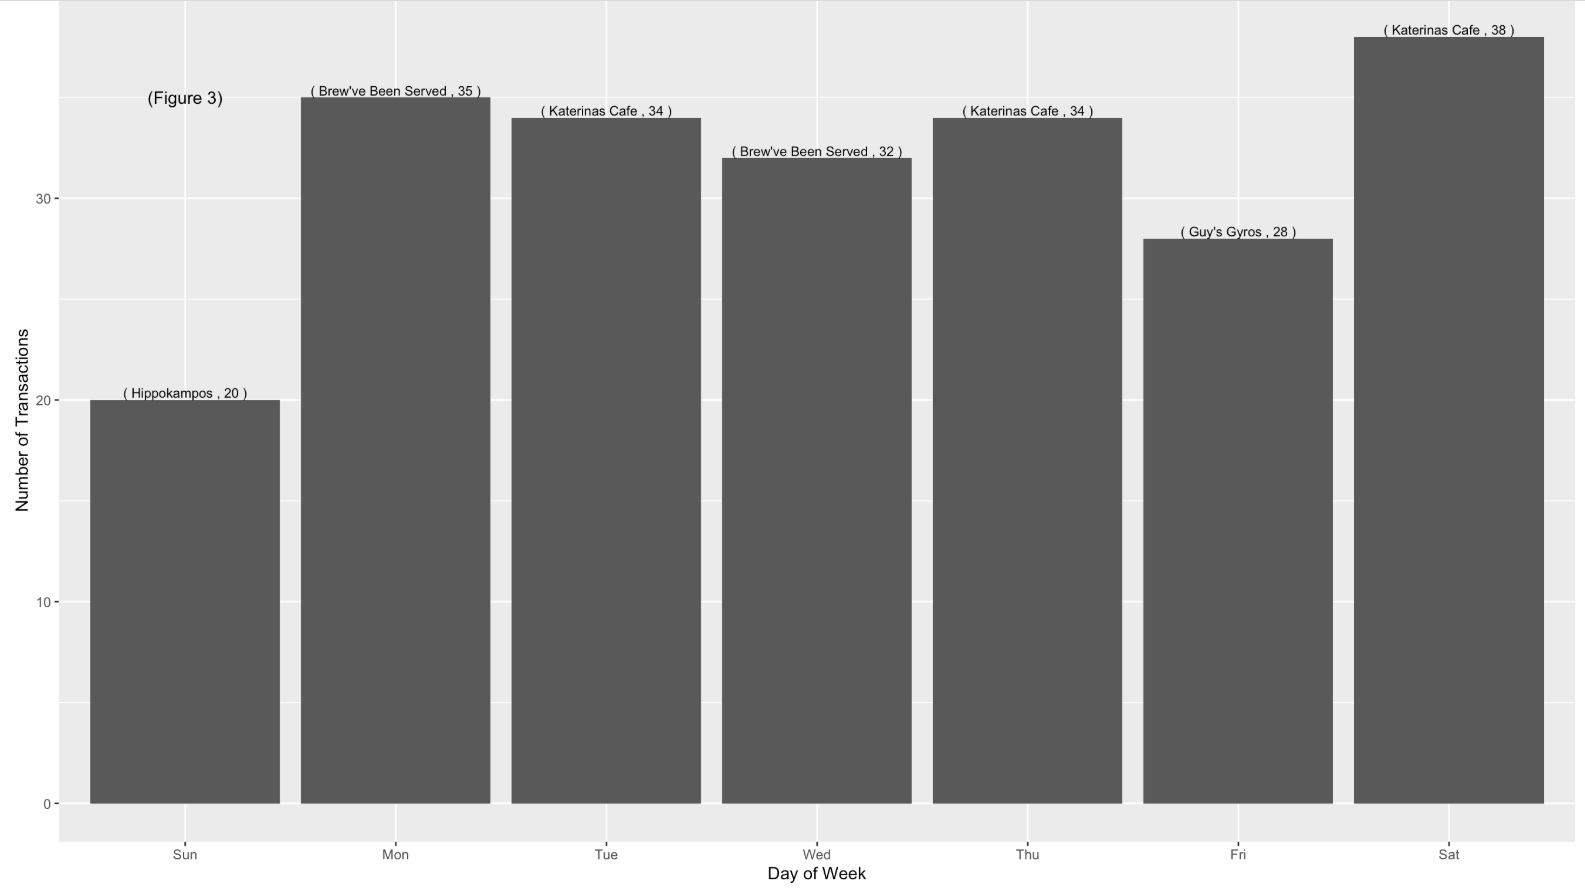 ( Katerinas Cafe , 38 )
(Figure 3)
( Brew've Been Served , 35 )
( Katerinas Cafe , 34 )
( Katerinas Cafe , 34 )
( Brew've Been Served , 32 )
( Guy's Gyros , 28 )
( Hippokampos , 20 )
30
20
10
0
Number of Transactions
Sun
Mon
Tue
Wed
Thu
Fri
Sat
Day of Week